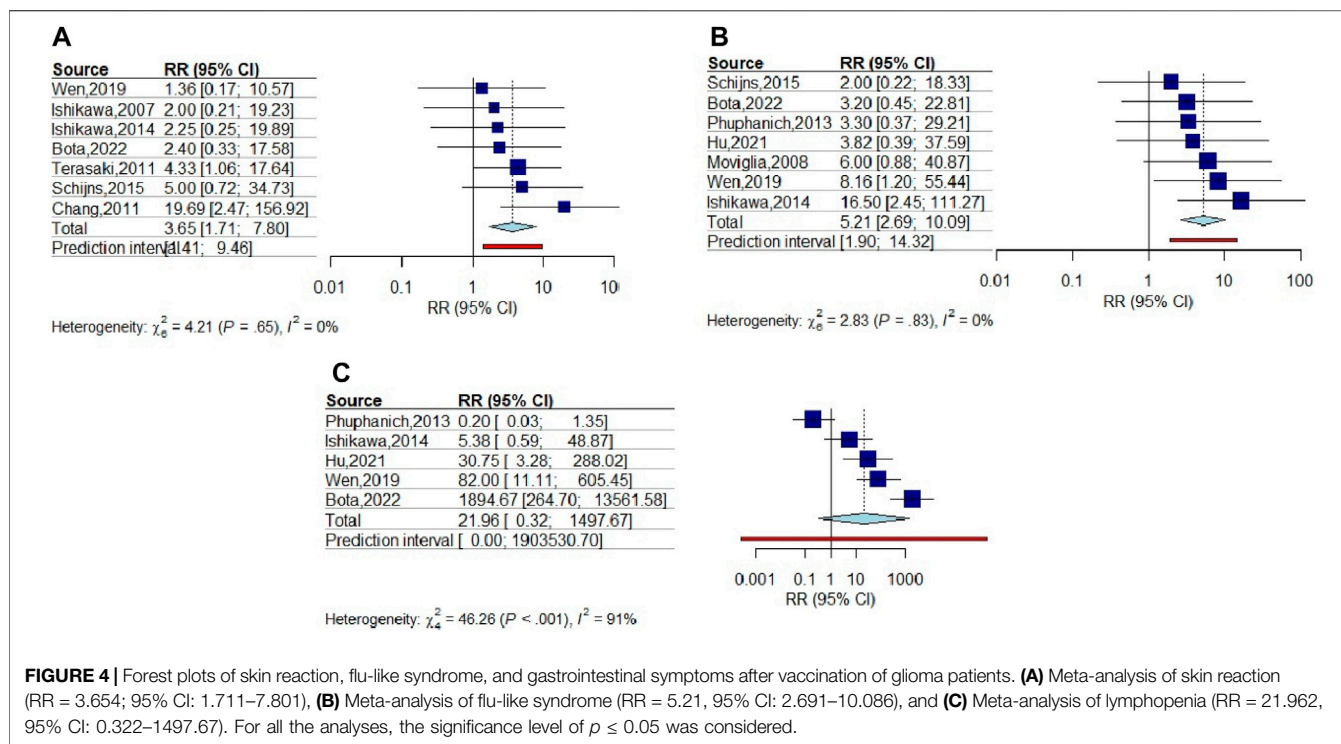 A
Source RR (95% CI)
Wen,2019 1.36 [0.17; 10.57]
Ishikawa,2007 2.00 [0.21; 19.23]
Ishikawa,2014 2.25 [0.25; 19.89]
Bota,2022 2.40 [0.33; 17.58]
Terasaki,2011 4.33 [1.06; 17.64]
Schijns,2015 5.00 [0.72; 34.73]
Chang,2011 19.69 [2.47; 156.92]
Total 3.65 [1.71; 7.80]
Prediction interval [1.41; 9.46]
0.01 0.1 1 10 100
RR (95% CI)
Heterogeneity: χ²₆ = 4.21 (P = .65), I² = 0%
B
Source RR (95% CI)
Schijns,2015 2.00 [0.22; 18.33]
Bota,2022 3.20 [0.45; 22.81]
Phuphanich,2013 3.30 [0.37; 29.21]
Hu,2021 3.82 [0.39; 37.59]
Moviglia,2008 6.00 [0.88; 40.87]
Wen,2019 8.16 [1.20; 55.44]
Ishikawa,2014 16.50 [2.45; 111.27]
Total 5.21 [2.69; 10.09]
Prediction interval [1.90; 14.32]
0.01 0.1 1 10 100
RR (95% CI)
Heterogeneity: χ²₆ = 2.83 (P = .83), I² = 0%
C
Source RR (95% CI)
Phuphanich,2013 0.20 [ 0.03; 1.35]
Ishikawa,2014 5.38 [ 0.59; 48.87]
Hu,2021 30.75 [ 3.28; 288.02]
Wen,2019 82.00 [ 11.11; 605.45]
Bota,2022 1894.67 [264.70; 13561.58]
Total 21.96 [ 0.32; 1497.67]
Prediction interval [ 0.00; 1903530.70]
0.001 0.1 1 10 1000
RR (95% CI)
Heterogeneity: χ²₄ = 46.26 (P < .001), I² = 91%
FIGURE 4 | Forest plots of skin reaction, flu-like syndrome, and gastrointestinal symptoms after vaccination of glioma patients. (A) Meta-analysis of skin reaction
(RR = 3.654; 95% CI: 1.711–7.801), (B) Meta-analysis of flu-like syndrome (RR = 5.21, 95% CI: 2.691–10.086), and (C) Meta-analysis of lymphopenia (RR = 21.962,
95% CI: 0.322–1497.67). For all the analyses, the significance level of p ≤ 0.05 was considered.